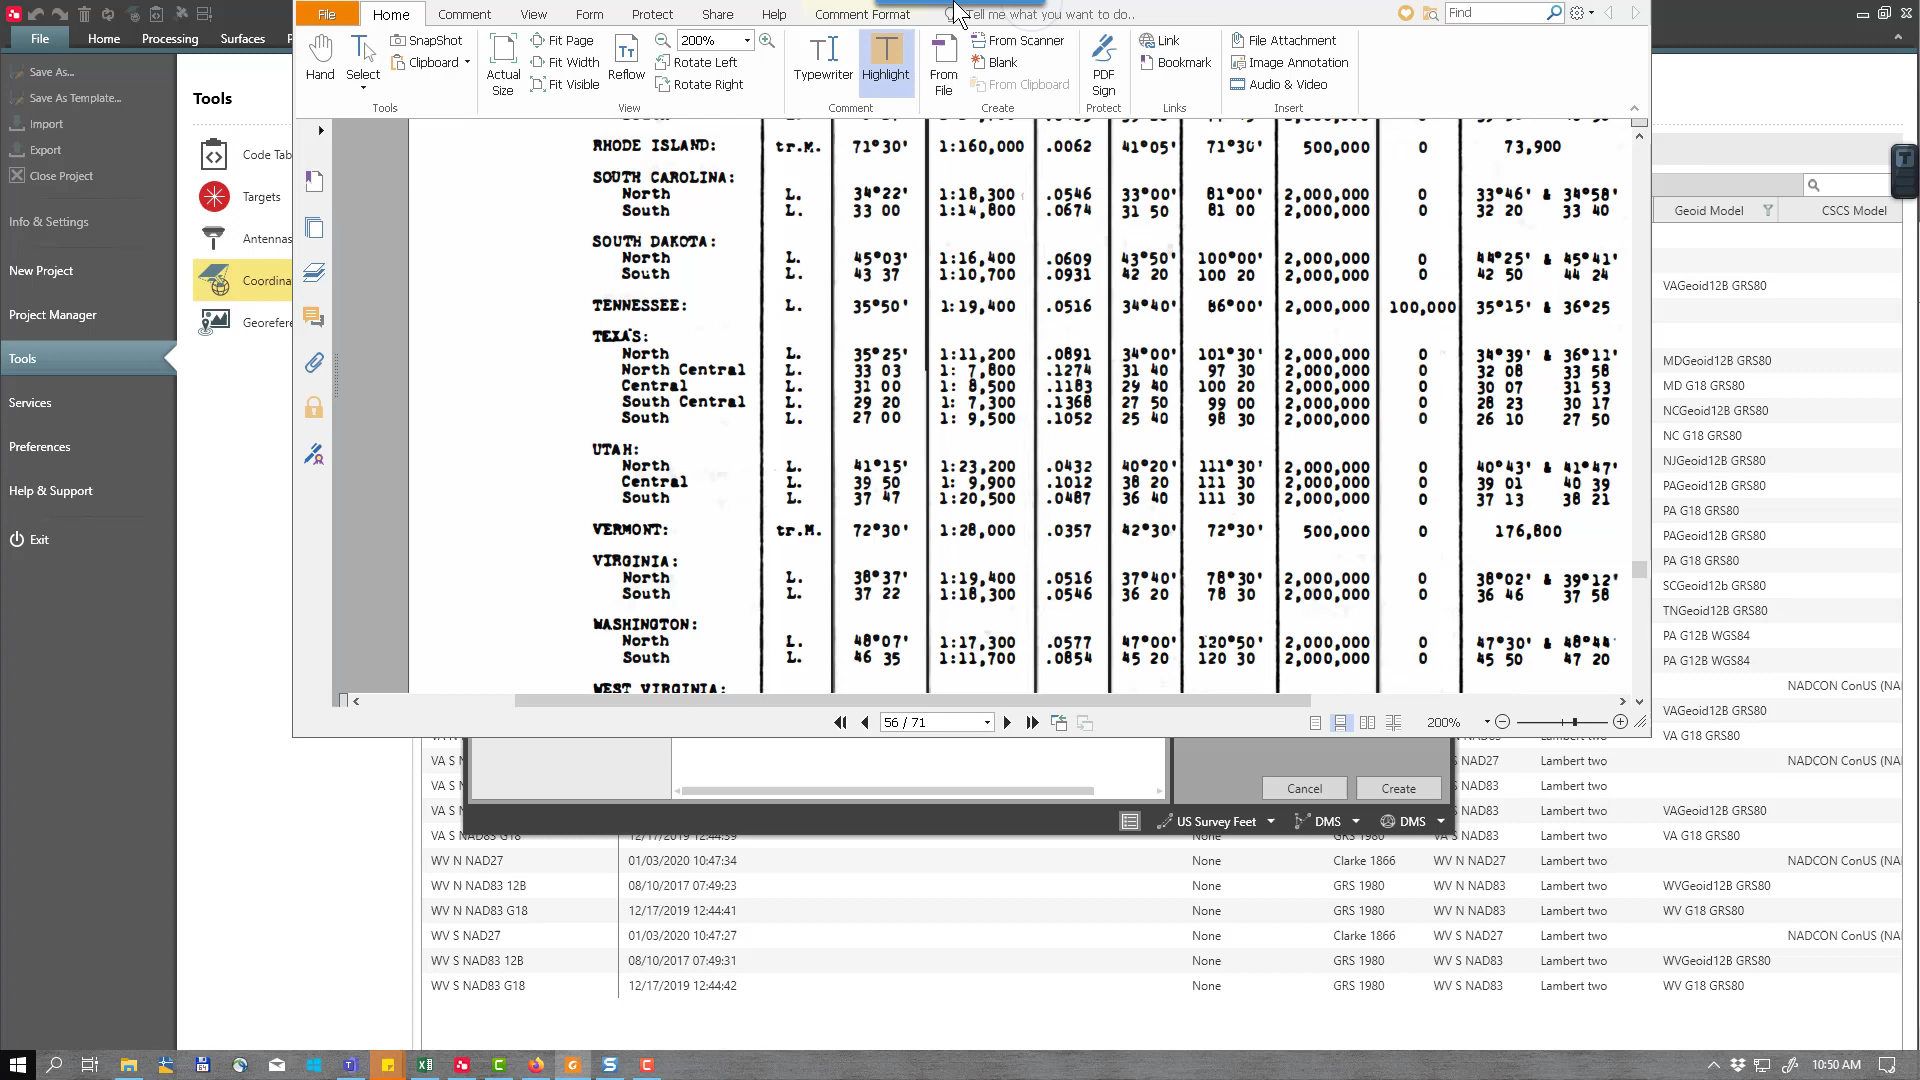 File Home Comment View Form Protect Share Help Comment Format Tell me what you want to do.. Find
File Home Processing Surfaces
Hand Select SnapShot Clipboard Actual Size Fit Page Fit Width Fit Visible Reflow 200% Rotate Left Rotate Right Typewriter Highlight From File From Scanner Blank From Clipboard PDF Sign Link Bookmark File Attachment Image Annotation Audio & Video
Tools View Comment Create Protect Links Insert
Save As...
Save As Template...
Import
Export
Close Project
Info & Settings
New Project
Project Manager
Tools
Services
Preferences
Help & Support
Exit
Tools
Code Tab
Targets
Antennas
Coordina
Georefere
RHODE ISLAND: tr.M. 71°30' 1:160,000 .0062 41°05' 71°30' 500,000 0 73,900
SOUTH CAROLINA:
North L. 34°22' 1:18,300 .0546 33°00' 81°00' 2,000,000 0 33°46' & 34°58'
South L. 33 00 1:14,800 .0674 31 50 81 00 2,000,000 32 20 33 40
SOUTH DAKOTA:
North L. 45°03' 1:16,400 .0609 43°50' 100°00' 2,000,000 0 44°25' & 45°41'
South L. 43 37 1:10,700 .0931 42 20 100 20 2,000,000 42 50 44 24
TENNESSEE: L. 35°50' 1:19,400 .0516 34°40' 86°00' 2,000,000 100,000 35°15' & 36°25
TEXAS:
North L. 35°25' 1:11,200 .0891 34°00' 101°30' 2,000,000 0 34°39' & 36°11'
North Central L. 33 03 1: 7,800 .1274 31 40 97 30 2,000,000 32 08 33 58
Central L. 31 00 1: 8,500 .1183 29 40 100 20 2,000,000 0 30 07 31 53
South Central L. 29 20 1: 7,300 .1368 27 50 99 00 2,000,000 28 23 30 17
South L. 27 00 1: 9,500 .1052 25 40 98 30 2,000,000 0 26 10 27 50
UTAH:
North L. 41°15' 1:23,200 .0432 40°20' 111°30' 2,000,000 0 40°43' & 41°47'
Central L. 39 50 1: 9,900 .1012 38 20 111 30 2,000,000 39 01 40 39
South L. 37 47 1:20,500 .0487 36 40 111 30 2,000,000 0 37 13 38 21
VERMONT: tr.M. 72°30' 1:28,000 .0357 42°30' 72°30' 500,000 0 176,800
VIRGINIA:
North L. 38°37' 1:19,400 .0516 37°40' 78°30' 2,000,000 0 38°02' & 39°12'
South L. 37 22 1:18,300 .0546 36 20 78 30 2,000,000 0 36 46 37 58
WASHINGTON:
North L. 48°07' 1:17,300 .0577 47°00' 120°50' 2,000,000 0 47°30' & 48°44'
South L. 46 35 1:11,700 .0854 45 20 120 30 2,000,000 0 45 50 47 20
WEST VIRGINIA:
56 / 71 200%
Geoid Model CSCS Model
VAGeoid12B GRS80
MDGeoid12B GRS80
MD G18 GRS80
NCGeoid12B GRS80
NC G18 GRS80
NJGeoid12B GRS80
PAGeoid12B GRS80
PA G18 GRS80
PAGeoid12B GRS80
PA G18 GRS80
SCGeoid12b GRS80
TNGeoid12B GRS80
PA G12B WGS84
PA G12B WGS84
NADCON ConUS (NA
VAGeoid12B GRS80
VA G18 GRS80
VA S S NAD27 Lambert two NADCON ConUS (NA
VA S S NAD83 Lambert two
VA S S NAD83 Lambert two VAGeoid12B GRS80
Cancel Create
US Survey Feet DMS DMS
VA S NAD83 G18 12/17/2019 12:44:39 None GRS 1980 VA S NAD83 Lambert two VA G18 GRS80
WV N NAD27 01/03/2020 10:47:34 None Clarke 1866 WV N NAD27 Lambert two NADCON ConUS (NA
WV N NAD83 12B 08/10/2017 07:49:23 None GRS 1980 WV N NAD83 Lambert two WVGeoid12B GRS80
WV N NAD83 G18 12/17/2019 12:44:41 None GRS 1980 WV N NAD83 Lambert two WV G18 GRS80
WV S NAD27 01/03/2020 10:47:27 None Clarke 1866 WV S NAD27 Lambert two NADCON ConUS (NA
WV S NAD83 12B 08/10/2017 07:49:31 None GRS 1980 WV S NAD83 Lambert two WVGeoid12B GRS80
WV S NAD83 G18 12/17/2019 12:44:42 None GRS 1980 WV S NAD83 Lambert two WV G18 GRS80
10:50 AM